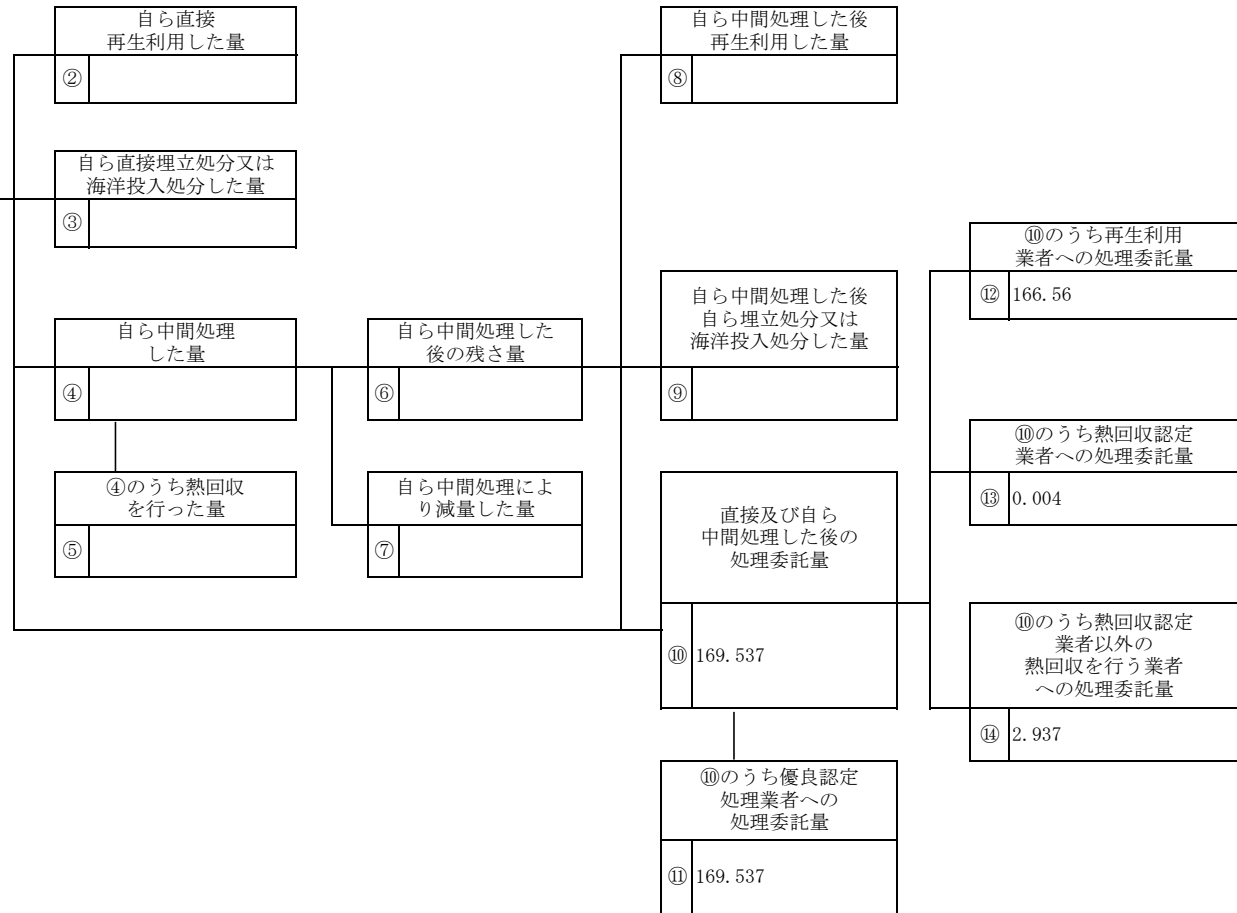 自ら直接
再生利用した量
②
自ら直接埋立処分又は
海洋投入処分した量
③
自ら中間処理
した量
④
④のうち熱回収
を行った量
⑤
自ら中間処理した
後の残さ量
⑥
自ら中間処理によ
り減量した量
⑦
自ら中間処理した後
再生利用した量
⑧
自ら中間処理した後
自ら埋立処分又は
海洋投入処分した量
⑨
直接及び自ら
中間処理した後の
処理委託量
⑩ 169.537
⑩のうち優良認定
処理業者への
処理委託量
⑪ 169.537
⑩のうち再生利用
業者への処理委託量
⑫ 166.56
⑩のうち熱回収認定
業者への処理委託量
⑬ 0.004
⑩のうち熱回収認定
業者以外の
熱回収を行う業者
への処理委託量
⑭ 2.937